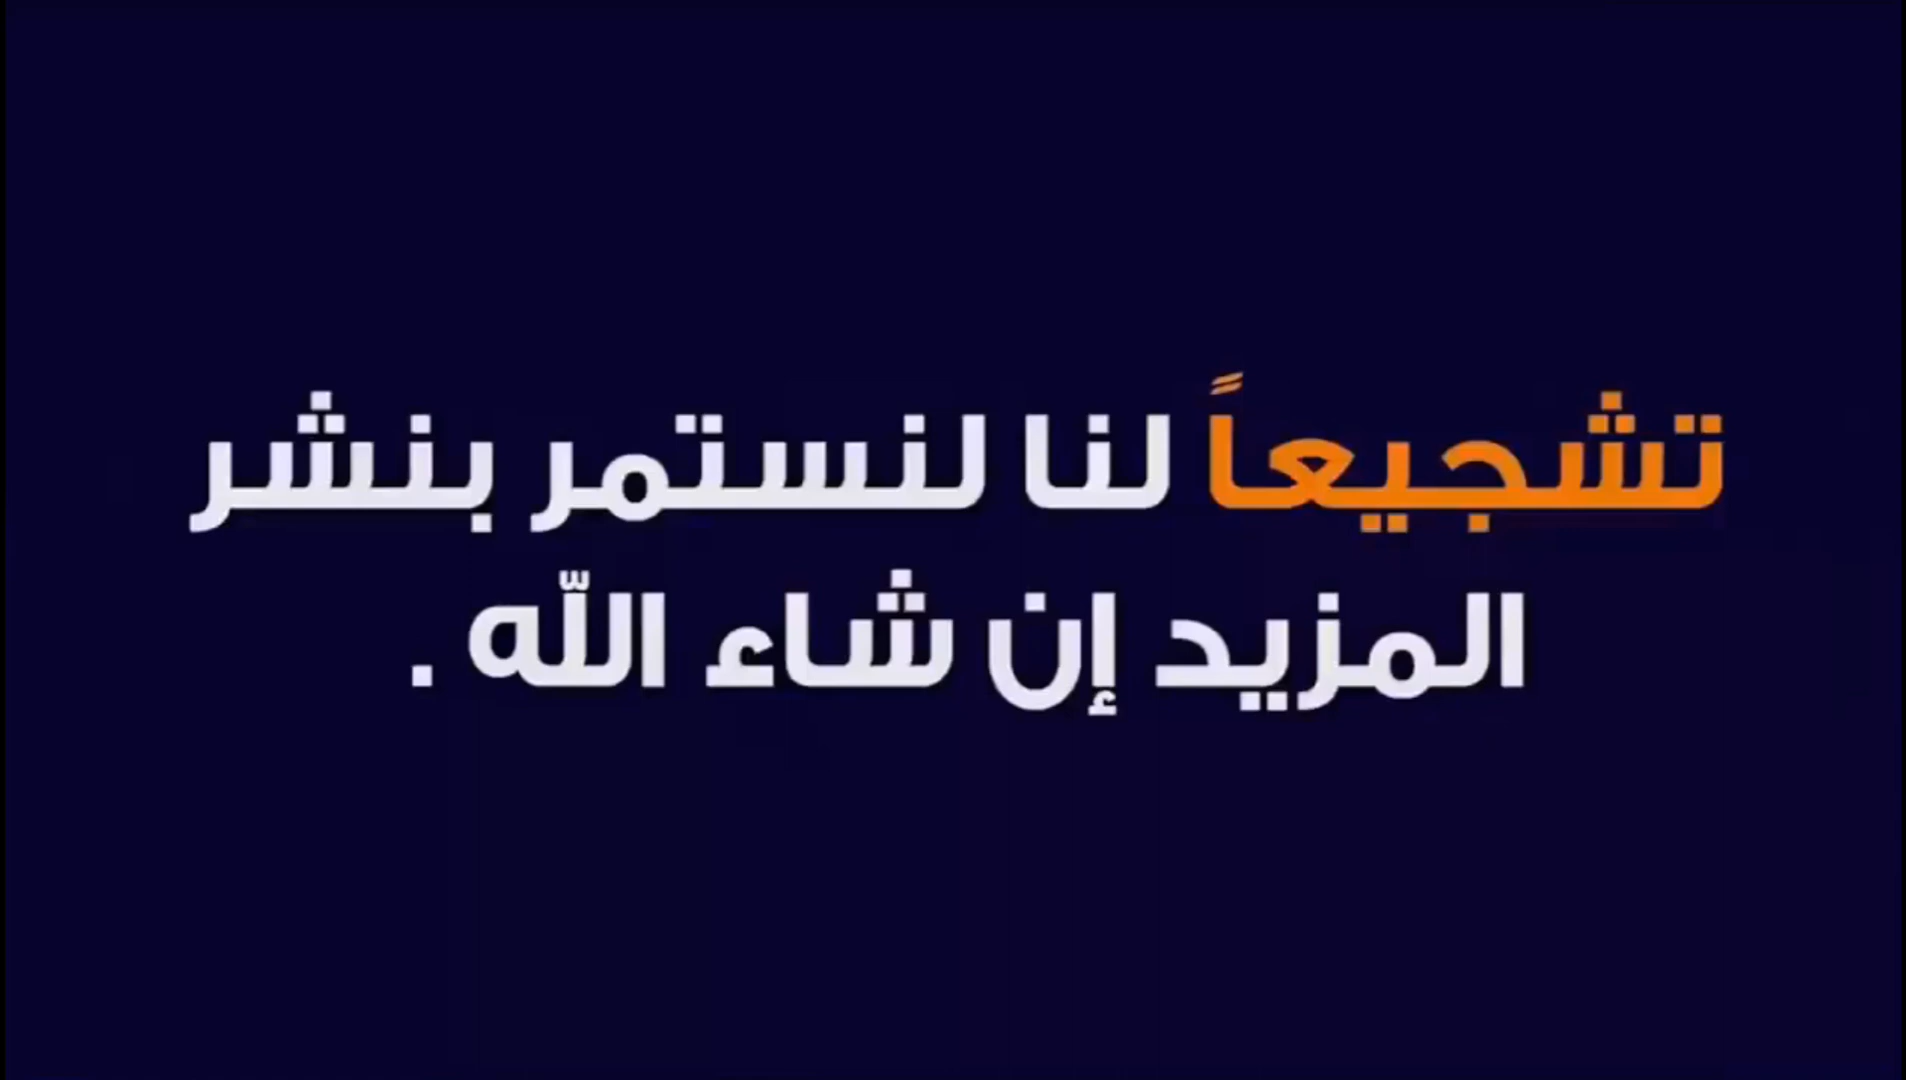 تشجيعاً لنا لنستمر بنشر
المزيد إن شاء اللّه .